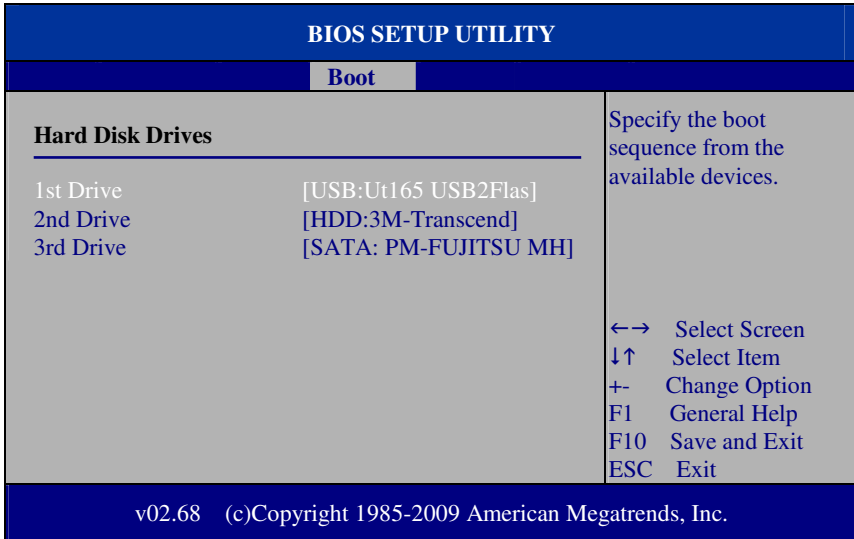 BIOS SETUP UTILITY
Boot
Hard Disk Drives
1st Drive [USB:Ut165 USB2Flas]
2nd Drive [HDD:3M-Transcend]
3rd Drive [SATA: PM-FUJITSU MH]
Specify the boot
sequence from the
available devices.
←→ Select Screen
↓↑ Select Item
+- Change Option
F1 General Help
F10 Save and Exit
ESC Exit
v02.68 (c)Copyright 1985-2009 American Megatrends, Inc.